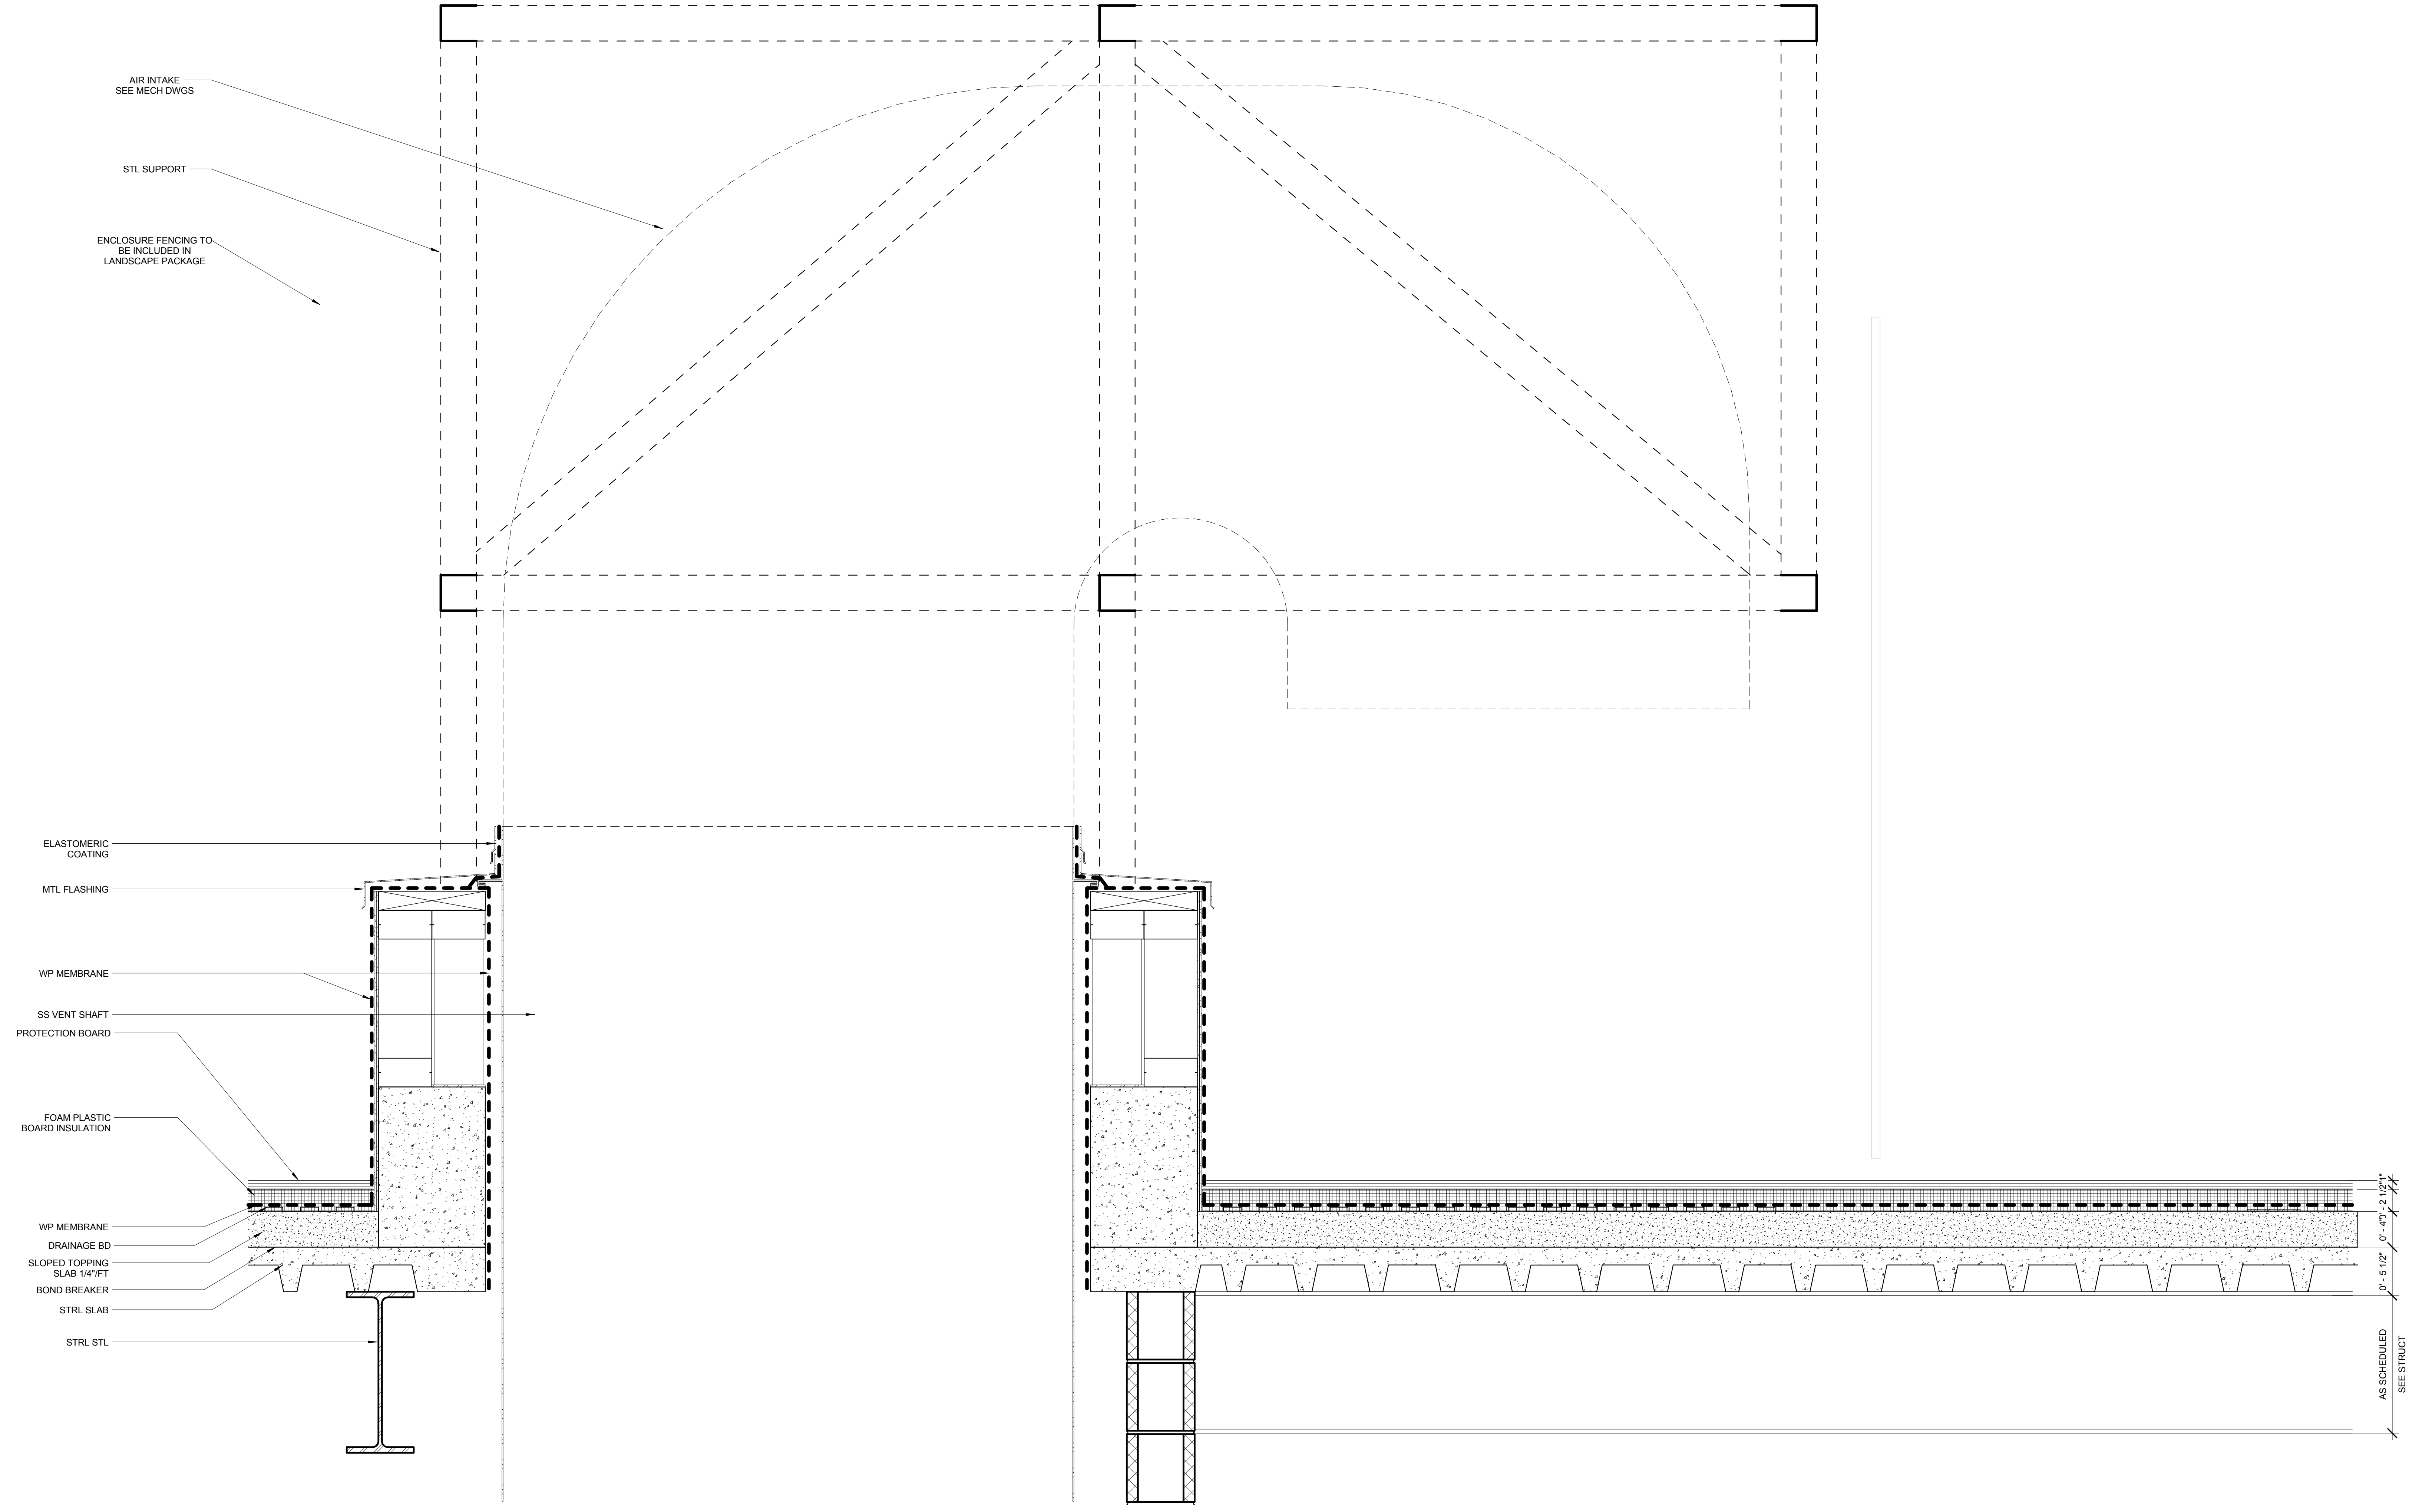 AIR INTAKE
SEE MECH DWGS
STL SUPPORT
ENCLOSURE FENCING TO
BE INCLUDED IN
LANDSCAPE PACKAGE
ELASTOMERIC
COATING
MTL FLASHING
WP MEMBRANE
SS VENT SHAFT
PROTECTION BOARD
FOAM PLASTIC
BOARD INSULATION
WP MEMBRANE
DRAINAGE BD
SLOPED TOPPING
SLAB 1/4"/FT
BOND BREAKER
STRL SLAB
STRL STL
1"
2 1/2"
0' - 4"
0' - 5 1/2"
AS SCHEDULED
SEE STRUCT